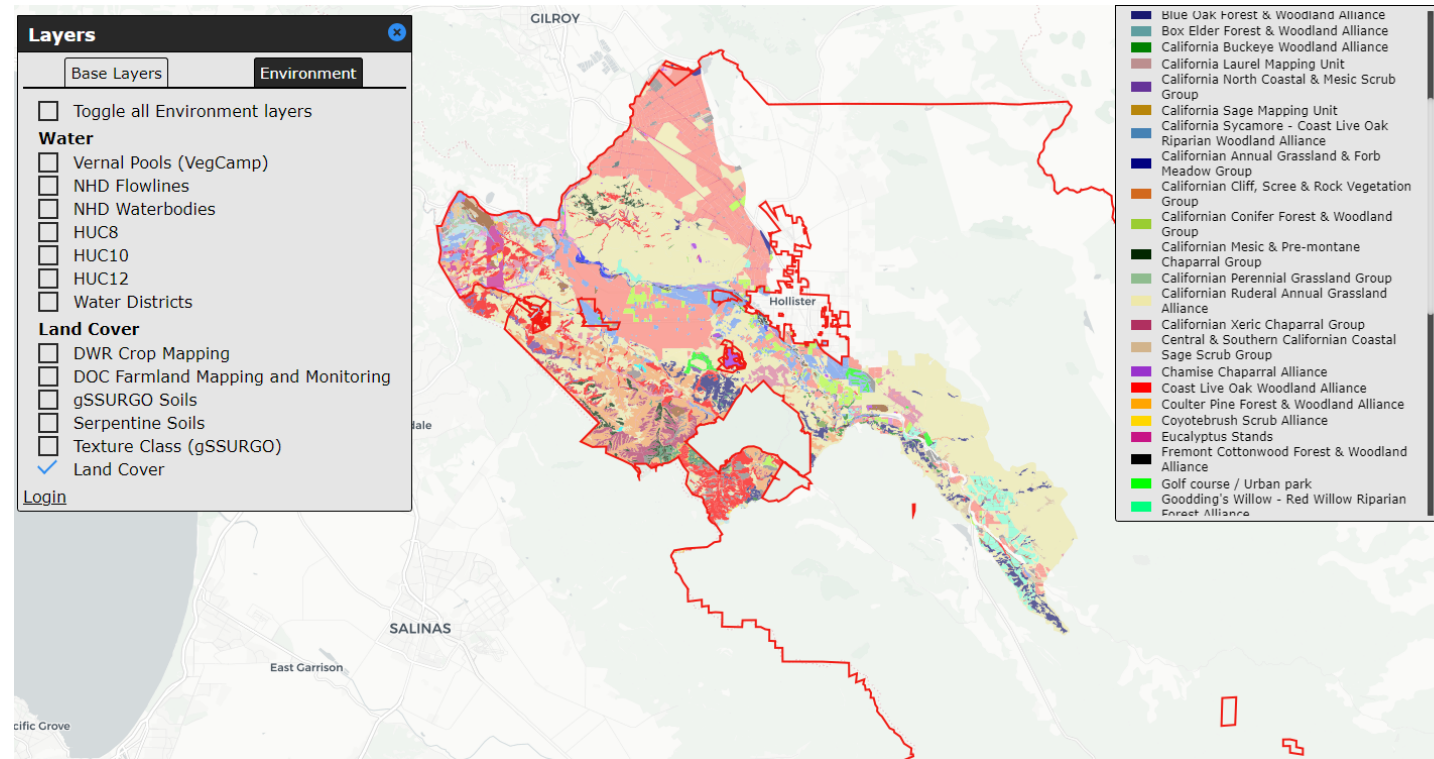 Layers
Base Layers
Environment
Toggle all Environment layers
Water
Vernal Pools (VegCamp)
NHD Flowlines
NHD Waterbodies
HUC8
HUC10
HUC12
Water Districts
Land Cover
DWR Crop Mapping
DOC Farmland Mapping and Monitoring
gSSURGO Soils
Serpentine Soils
Texture Class (gSSURGO)
Land Cover
Login
GILROY
Hollister
dale
SALINAS
East Garrison
cific Grove
Blue Oak Forest & Woodland Alliance
Box Elder Forest & Woodland Alliance
California Buckeye Woodland Alliance
California Laurel Mapping Unit
California North Coastal & Mesic Scrub
Group
California Sage Mapping Unit
California Sycamore - Coast Live Oak
Riparian Woodland Alliance
Californian Annual Grassland & Forb
Meadow Group
Californian Cliff, Scree & Rock Vegetation
Group
Californian Conifer Forest & Woodland
Group
Californian Mesic & Pre-montane
Chaparral Group
Californian Perennial Grassland Group
Californian Ruderal Annual Grassland
Alliance
Californian Xeric Chaparral Group
Central & Southern Californian Coastal
Sage Scrub Group
Chamise Chaparral Alliance
Coast Live Oak Woodland Alliance
Coulter Pine Forest & Woodland Alliance
Coyotebrush Scrub Alliance
Eucalyptus Stands
Fremont Cottonwood Forest & Woodland
Alliance
Golf course / Urban park
Goodding's Willow - Red Willow Riparian
Forest Alliance